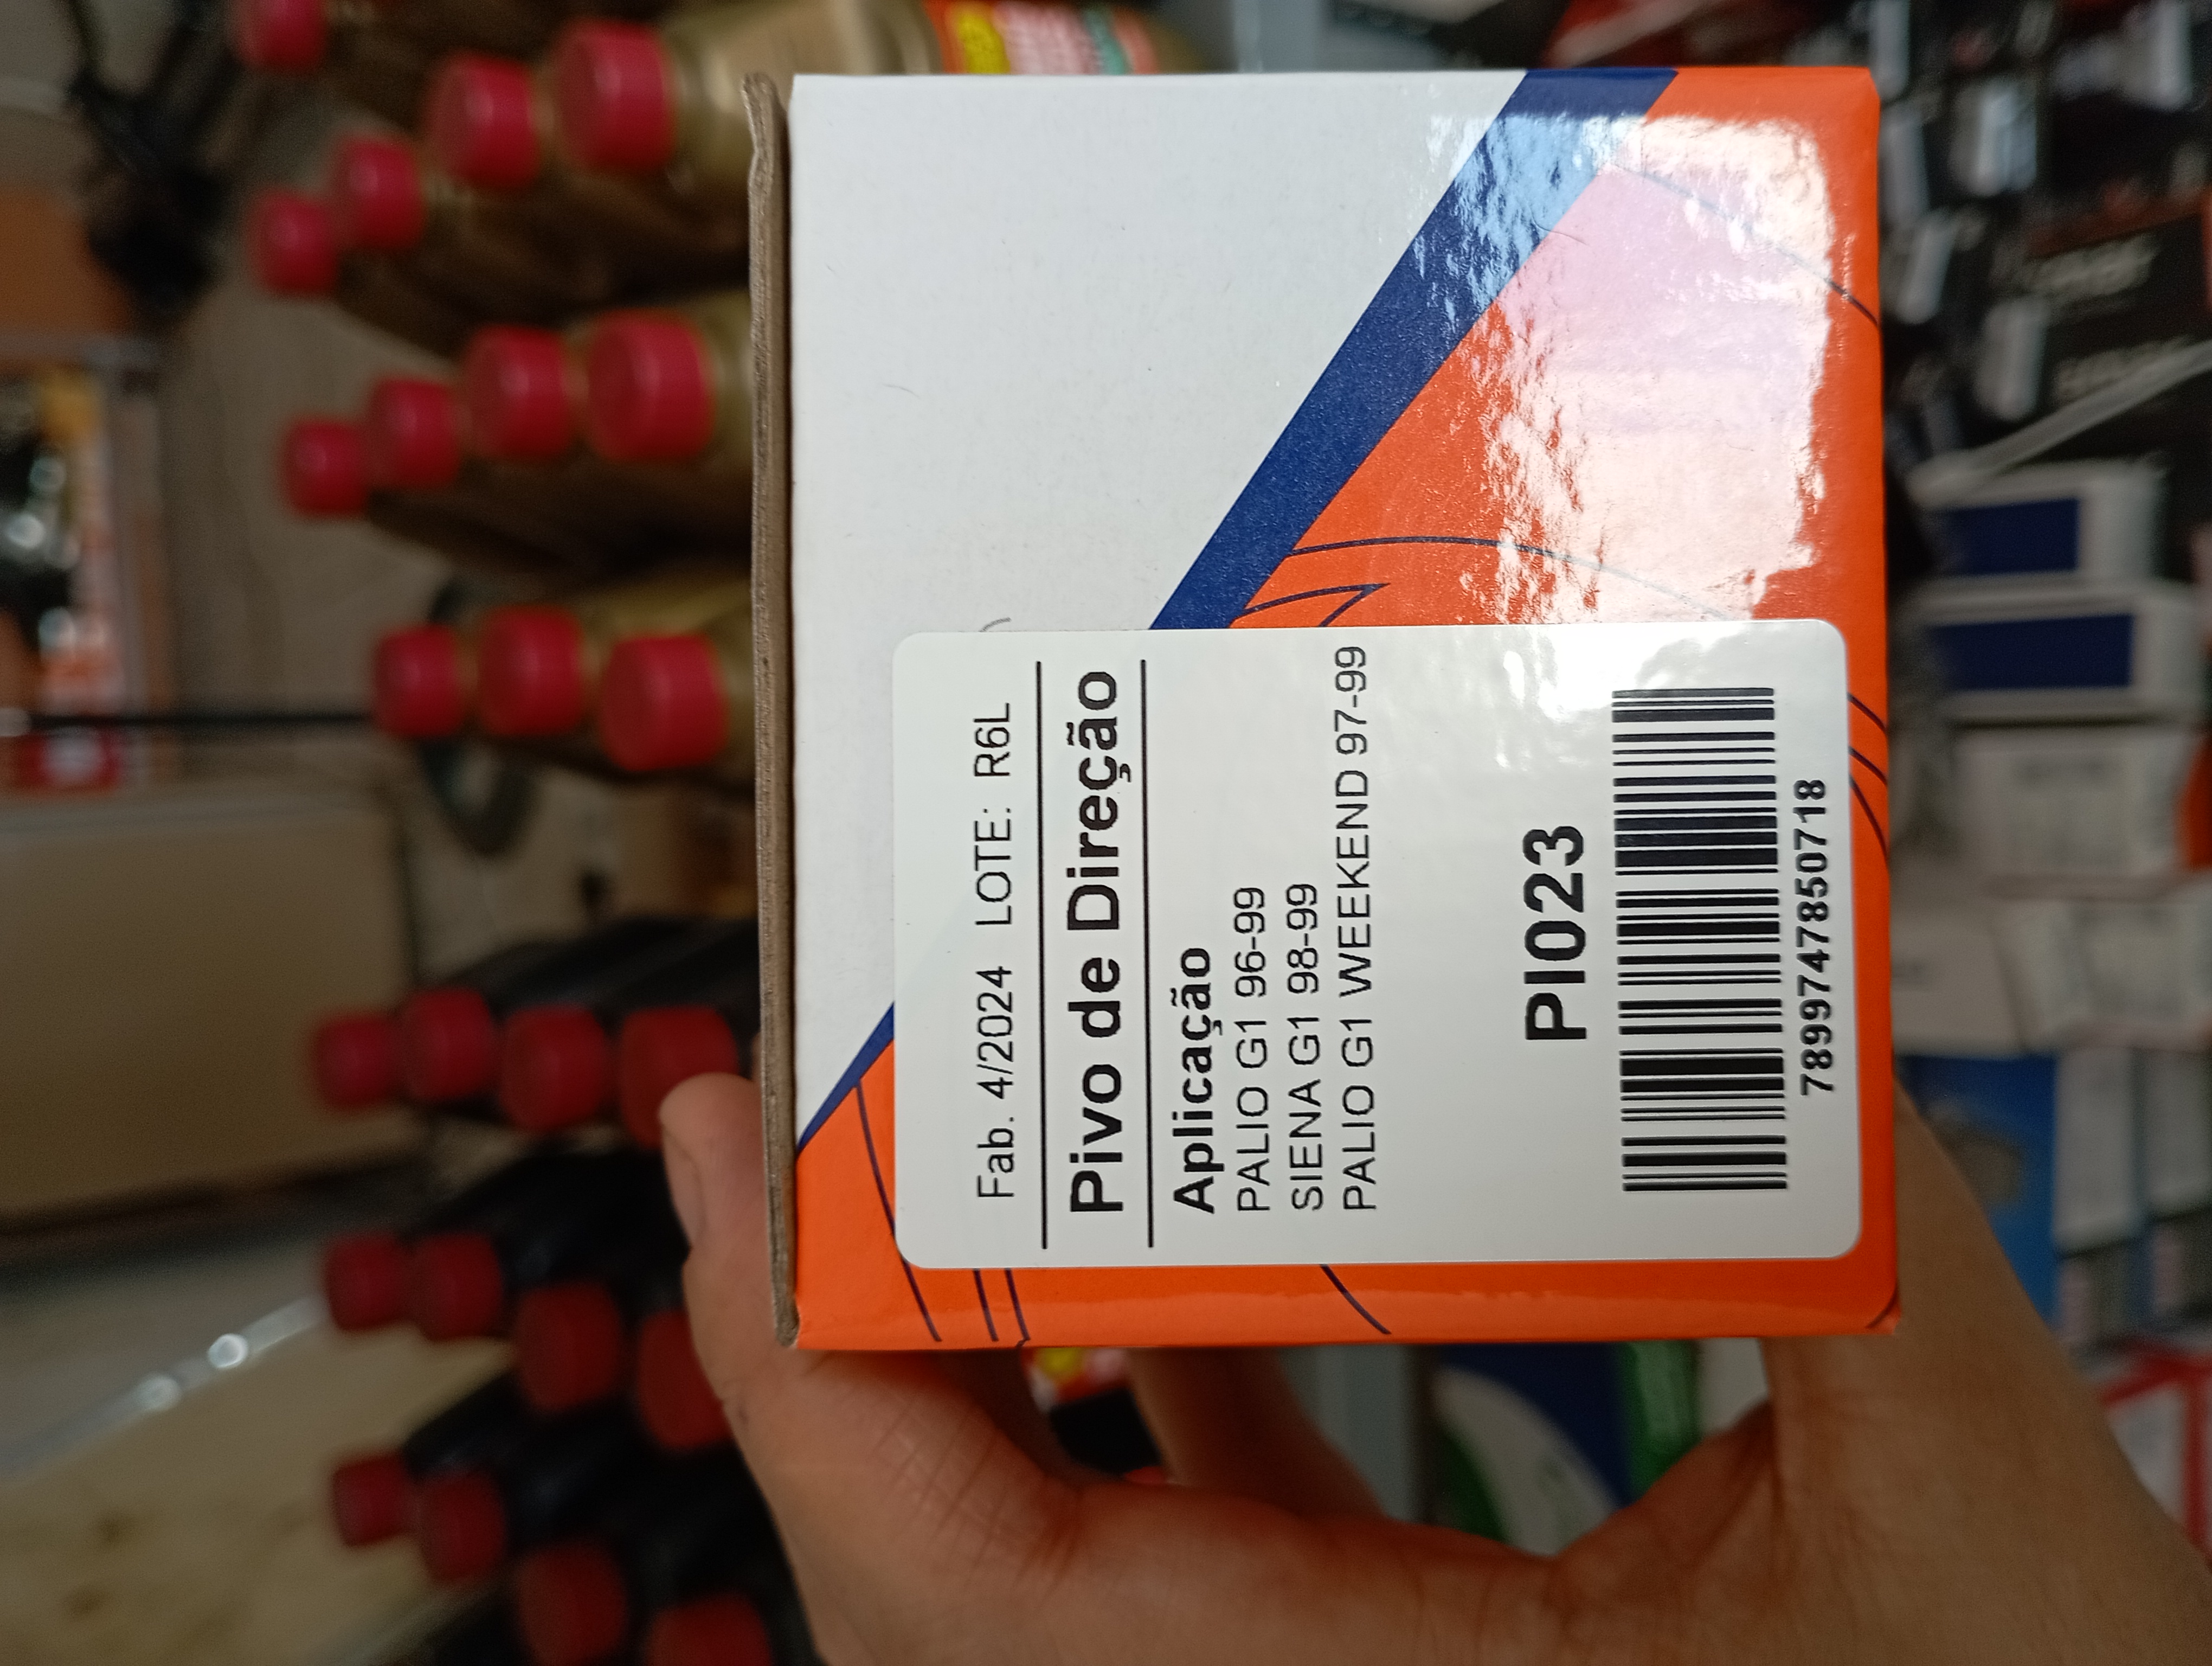 Fab. 4/2024 LOTE: R6L
Pivo de Direção
Aplicação
PALIO G1 96-99
SIENA G1 98-99
PALIO G1 WEEKEND 97-99
PI023
7899747850718